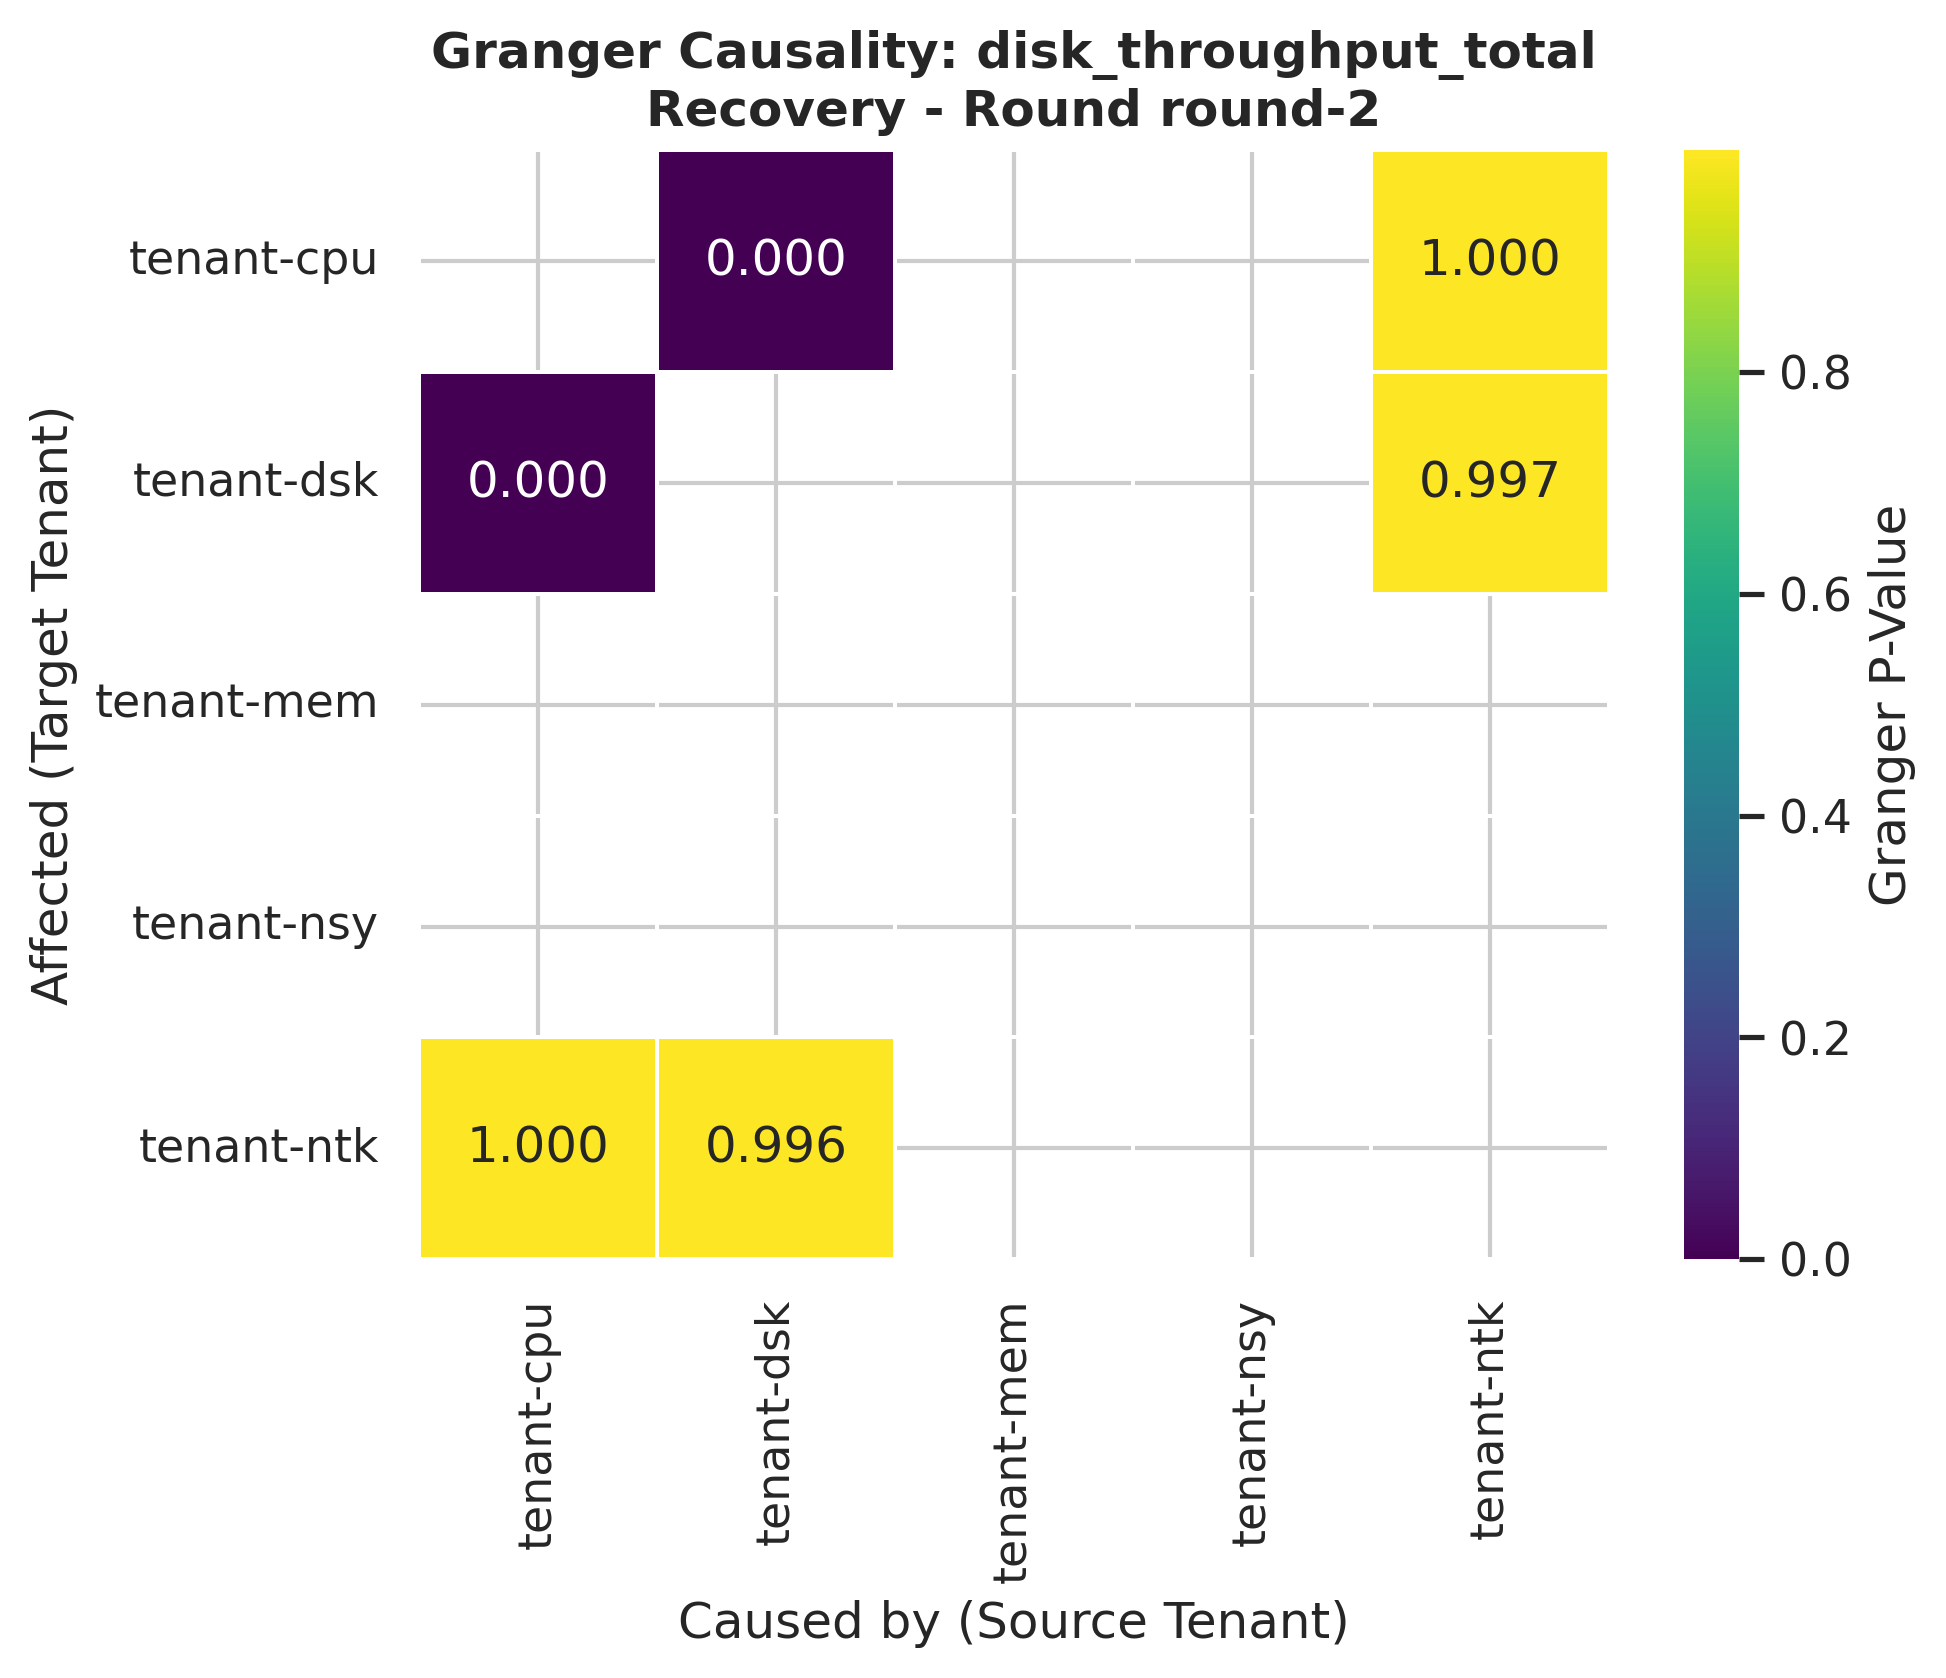 Granger Causality: disk_throughput_total
Recovery - Round round-2
Affected (Target Tenant)
tenant-cpu
0.000
1.000
tenant-dsk
0.000
0.997
tenant-mem
tenant-nsy
tenant-ntk
1.000
0.996
tenant-cpu
tenant-dsk
tenant-mem
tenant-nsy
tenant-ntk
Caused by (Source Tenant)
0.8
0.6
0.4
0.2
0.0
Granger P-Value